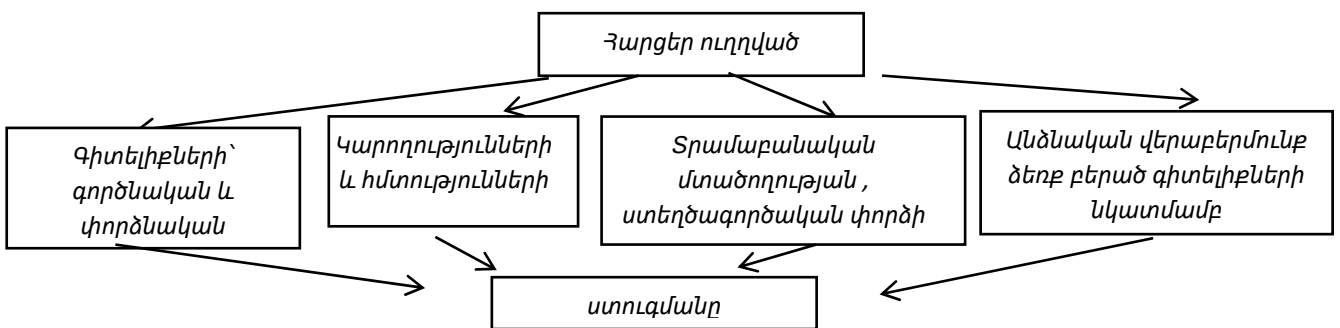 Հարցեր ուղղված
Գիտելիքների՝
գործնական և
փորձնական
Կարողությունների
և հմտությունների
Տրամաբանական
մտածողության ,
ստեղծագործական փորձի
Անձնական վերաբերմունք
ձեռք բերած գիտելիքների
նկատմամբ
ստուգմանը